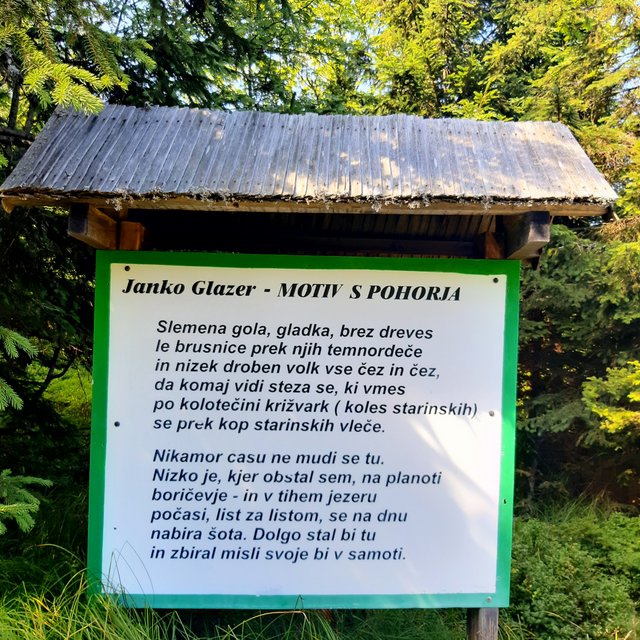 Janko Glazer - MOTIV S POHORJA
Slemena gola, gladka, brez dreves
le brusnice prek njih temnordeče
in nizek droben volk vse čez in čez,
da komaj vidi steza se, ki vmes
po kolotečini križvark ( koles starinskih)
se prek kop starinskih vleče.
Nikamor casu ne mudi se tu.
Nizko je, kjer obstal sem, na planoti
boričevje - in v tihem jezeru
počasi, list za listom, se na dnu
nabira šota. Dolgo stal bi tu
in zbiral misli svoje bi v samoti.